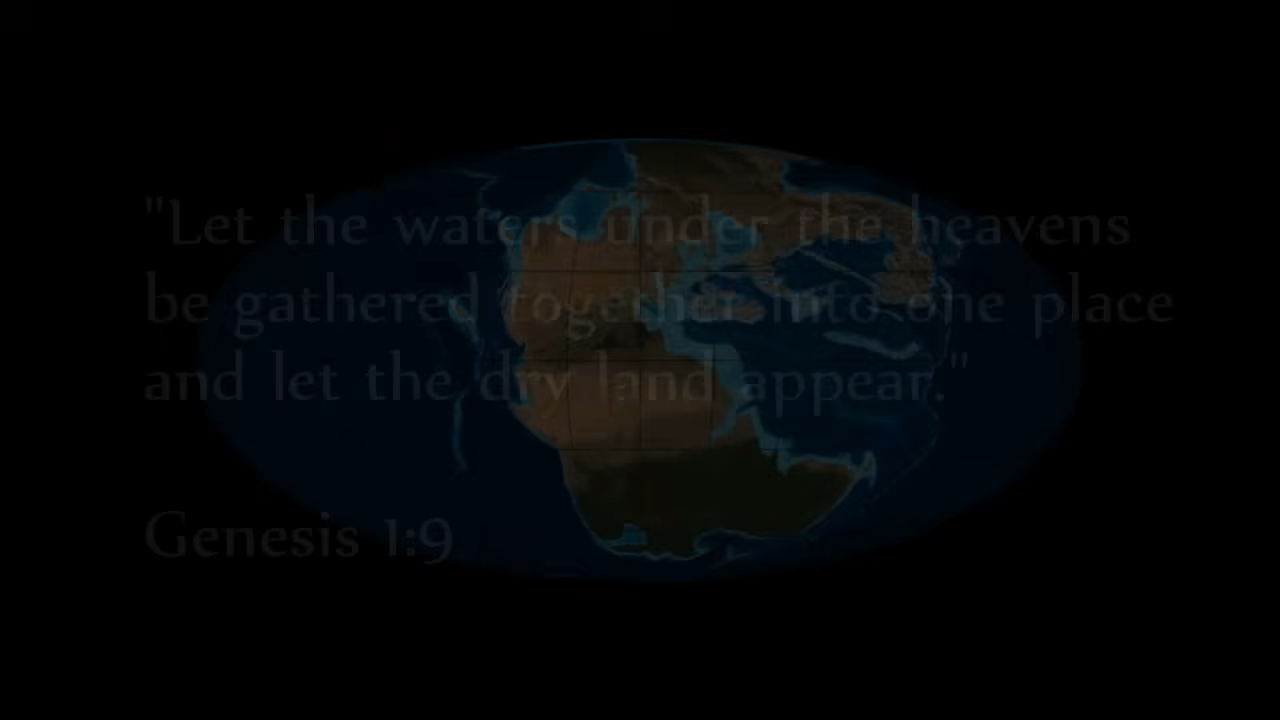 "Let the waters under the heavens
be gathered together into one place
and let the dry land appear."
Genesis 1:9